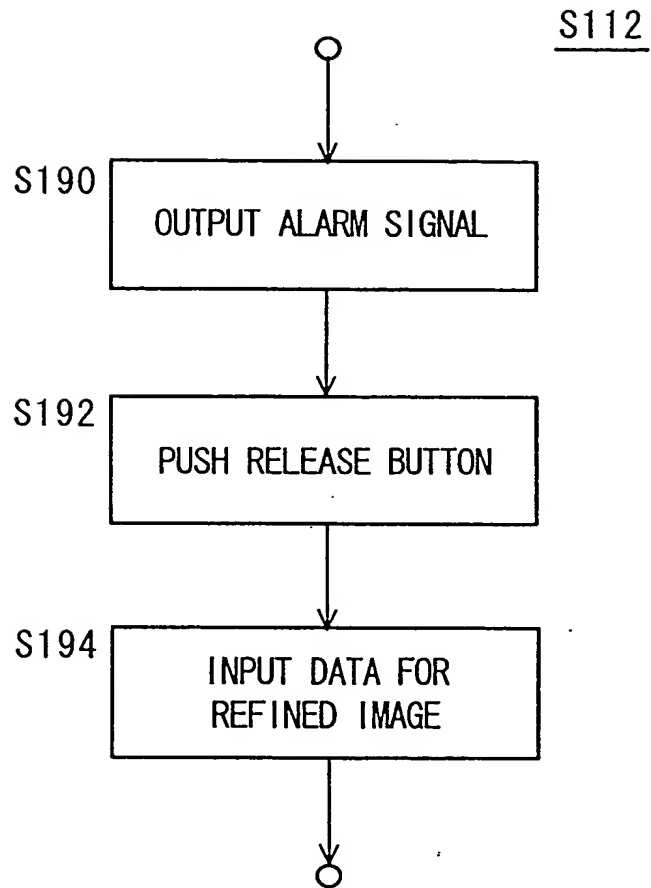 S112
S190
OUTPUT ALARM SIGNAL
S192
PUSH RELEASE BUTTON
S194
INPUT DATA FOR
REFINED IMAGE